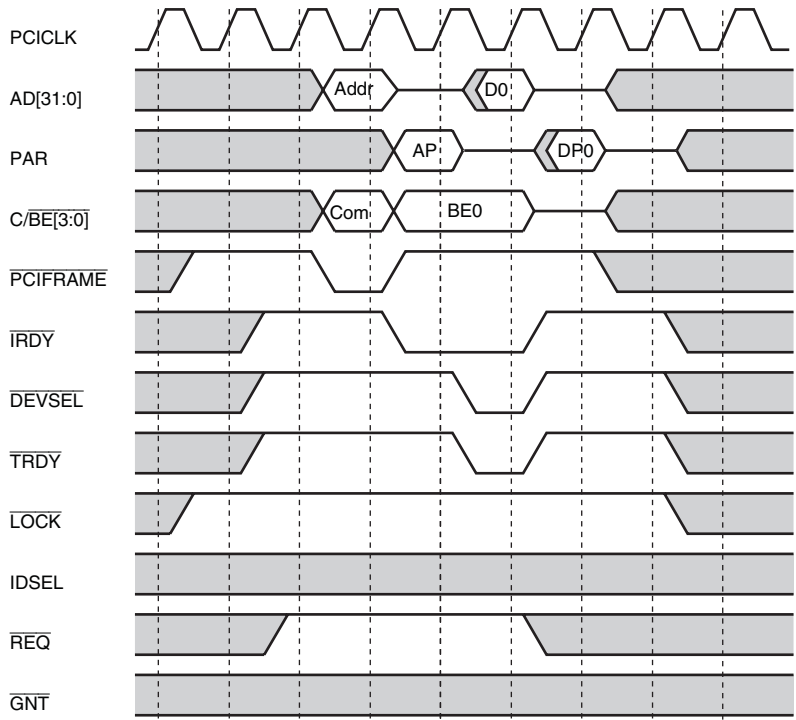 PCICLK
AD[31:0] Addr D0
PAR AP DP0
C/BE[3:0] Com BE0
PCIFRAME
IRDY
DEVSEL
TRDY
LOCK
IDSEL
REQ
GNT